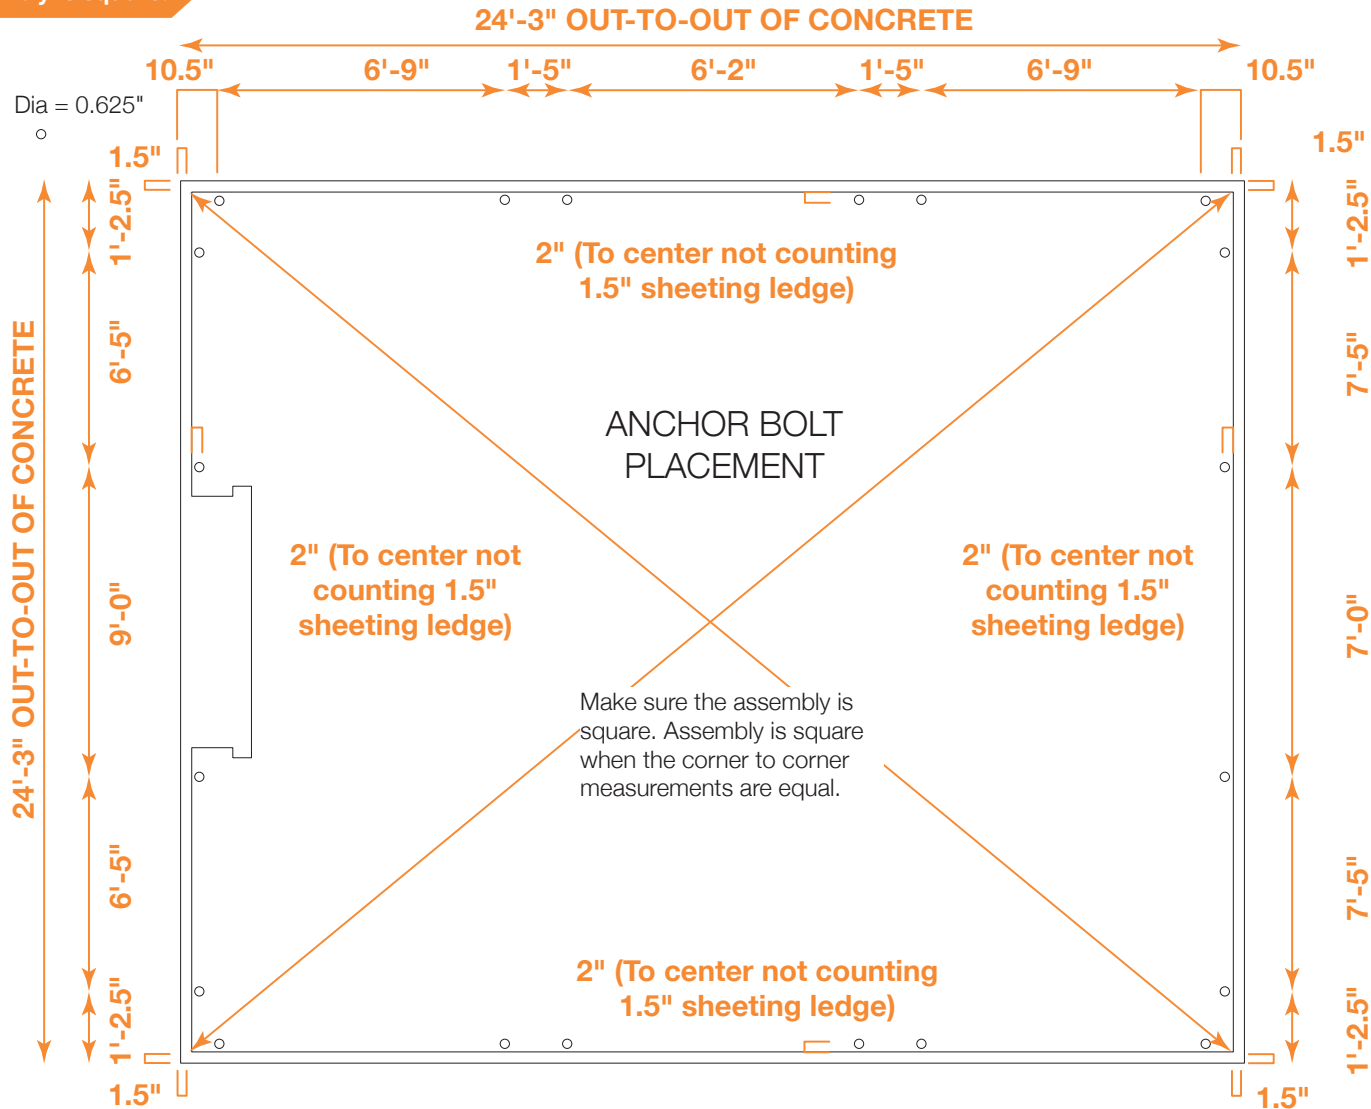 24'-3" OUT-TO-OUT OF CONCRETE
10.5"
6'-9"
1'-5"
6'-2"
1'-5"
6'-9"
10.5"
Dia = 0.625"
1.5"
1.5"
1'-2.5"
6'-5"
9'-0"
6'-5"
1'-2.5"
24'-3" OUT-TO-OUT OF CONCRETE
2" (To center not counting
1.5" sheeting ledge)
ANCHOR BOLT
PLACEMENT
2" (To center not
counting 1.5"
sheeting ledge)
2" (To center not
counting 1.5"
sheeting ledge)
Make sure the assembly is
square. Assembly is square
when the corner to corner
measurements are equal.
2" (To center not counting
1.5" sheeting ledge)
1'-2.5"
7'-5"
7'-0"
7'-5"
1'-2.5"
1.5"
1.5"